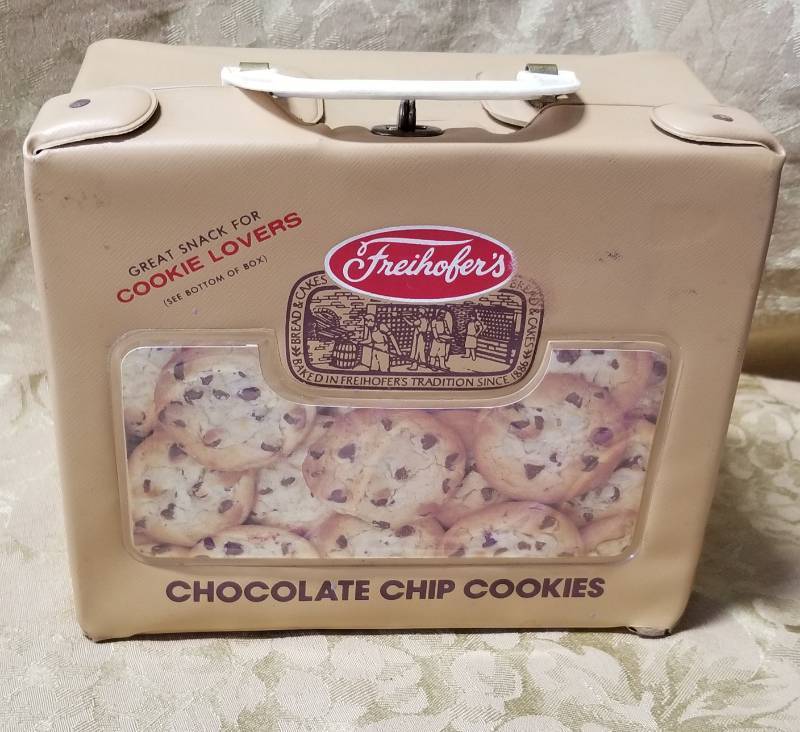 GREAT SNACK FOR
COOKIE LOVERS
(SEE BOTTOM OF BOX)
Freihofer's
BREAD & CAKES
BREAD & CAKES
BAKED IN FREIHOFER'S TRADITION SINCE 1886
CHOCOLATE CHIP COOKIES